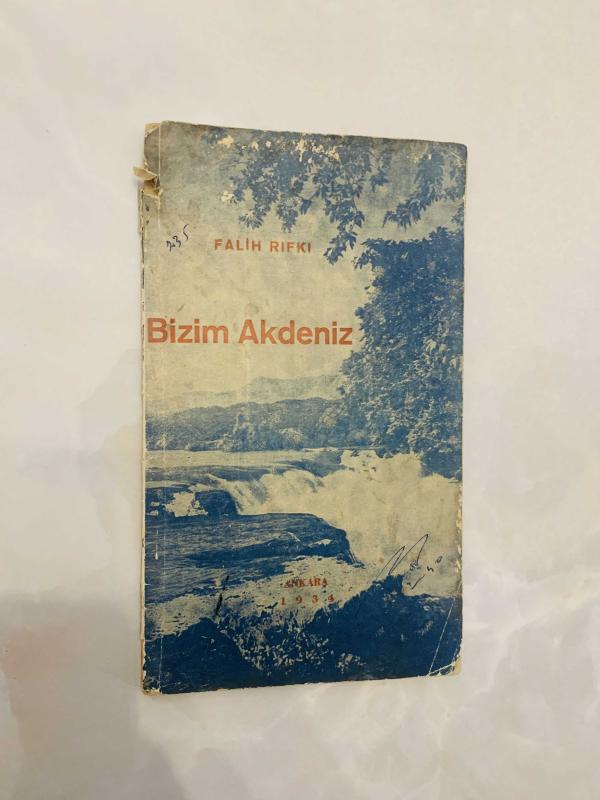 FALİH RIFKI
Bizim Akdeniz
ANKARA
1934